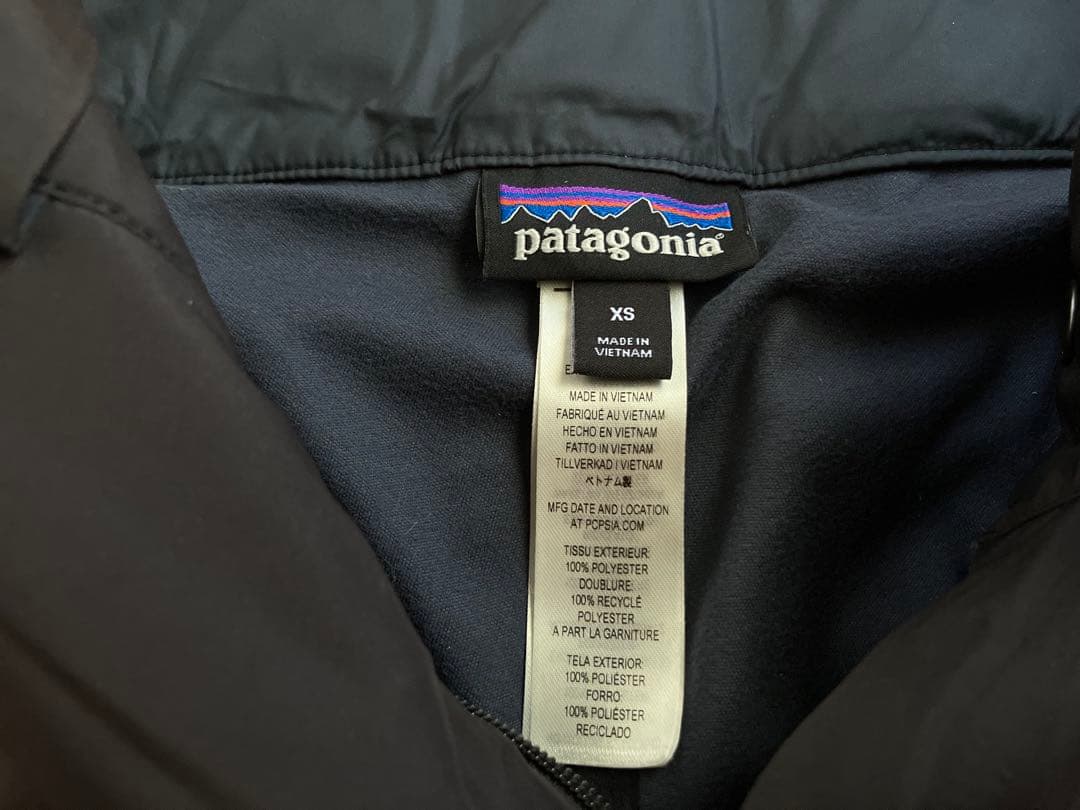 patagonia®
XS
MADE IN
VIETNAM
MADE IN VIETNAM
FABRIQUÉ AU VIETNAM
HECHO EN VIETNAM
FATTO IN VIETNAM
TILLVERKAD I VIETNAM
ベトナム製
MFG DATE AND LOCATION
AT PCPSIA.COM
TISSU EXTERIEUR:
100% POLYESTER
DOUBLURE:
100% RECYCLÉ
POLYESTER
A PART LA GARNITURE
TELA EXTERIOR:
100% POLIÉSTER
FORRO:
100% POLIÉSTER
RECICLADO